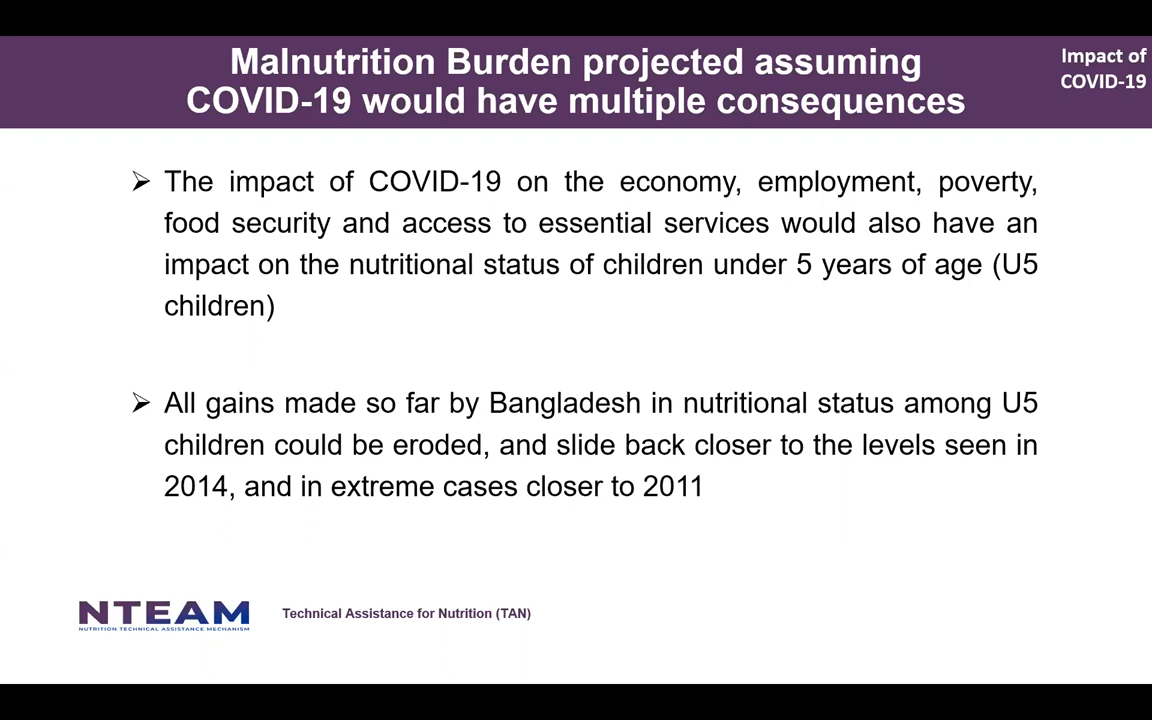 Malnutrition Burden projected assuming
COVID-19 would have multiple consequences
Impact of
COVID-19
➢ The impact of COVID-19 on the economy, employment, poverty,
food security and access to essential services would also have an
impact on the nutritional status of children under 5 years of age (U5
children)
➢ All gains made so far by Bangladesh in nutritional status among U5
children could be eroded, and slide back closer to the levels seen in
2014, and in extreme cases closer to 2011
NTEAM
NUTRITION TECHNICAL ASSISTANCE MECHANISM
Technical Assistance for Nutrition (TAN)